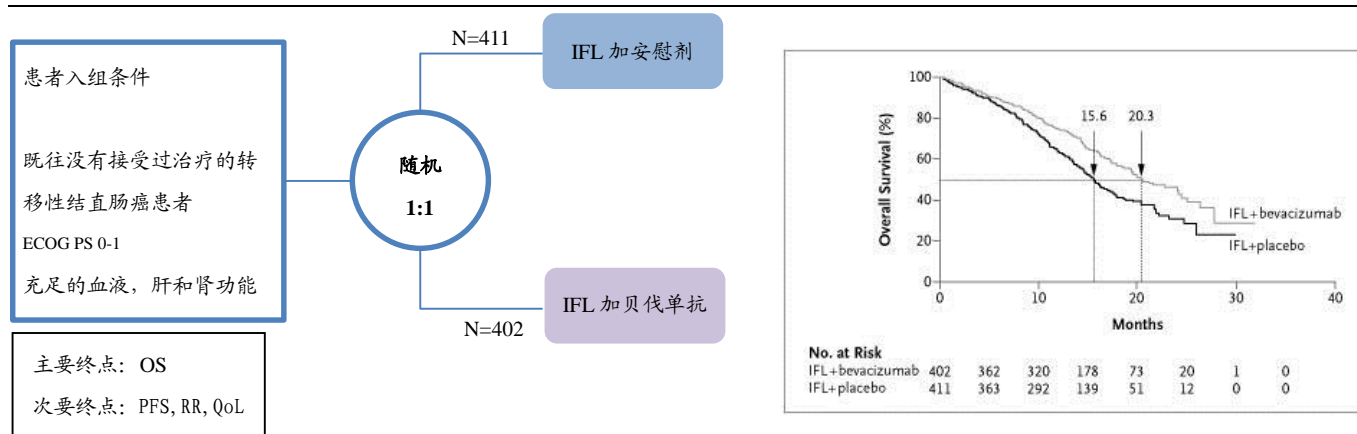 患者入组条件
既往没有接受过治疗的转
移性结直肠癌患者
ECOG PS 0-1
充足的血液，肝和肾功能
主要终点：OS
次要终点：PFS,RR,QoL
随机
1:1
N=411
IFL 加安慰剂
N=402
IFL 加贝伐单抗
Overall Survival (%)
100
80
60
40
20
0
15.6 20.3
IFL+bevacizumab
IFL+placebo
0 10 20 30 40
Months
No. at Risk
IFL+bevacizumab 402 362 320 178 73 20 1 0
IFL+placebo 411 363 292 139 51 12 0 0